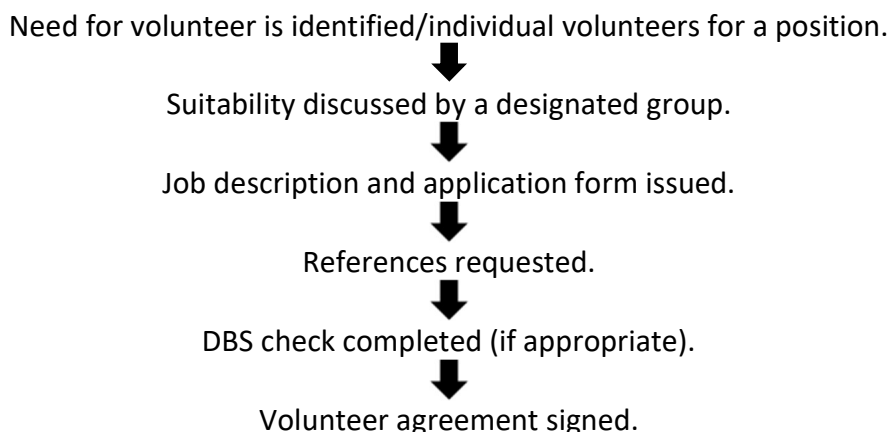 Need for volunteer is identified/individual volunteers for a position.
Suitability discussed by a designated group.
Job description and application form issued.
References requested.
DBS check completed (if appropriate).
Volunteer agreement signed.